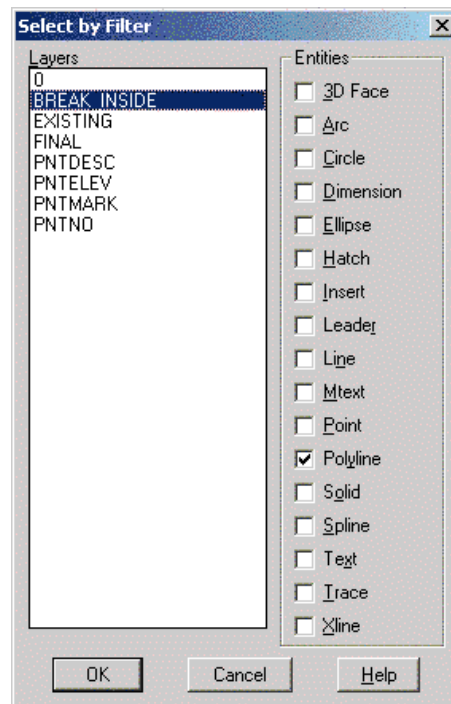 Select by Filter
Layers
0
BREAK_INSIDE
EXISTING
FINAL
PNTDESC
PNTELEV
PNTMARK
PNTNO
Entities
3D Face
Arc
Circle
Dimension
Ellipse
Hatch
Insert
Leader
Line
Mtext
Point
Polyline
Solid
Spline
Text
Trace
Xline
OK Cancel Help